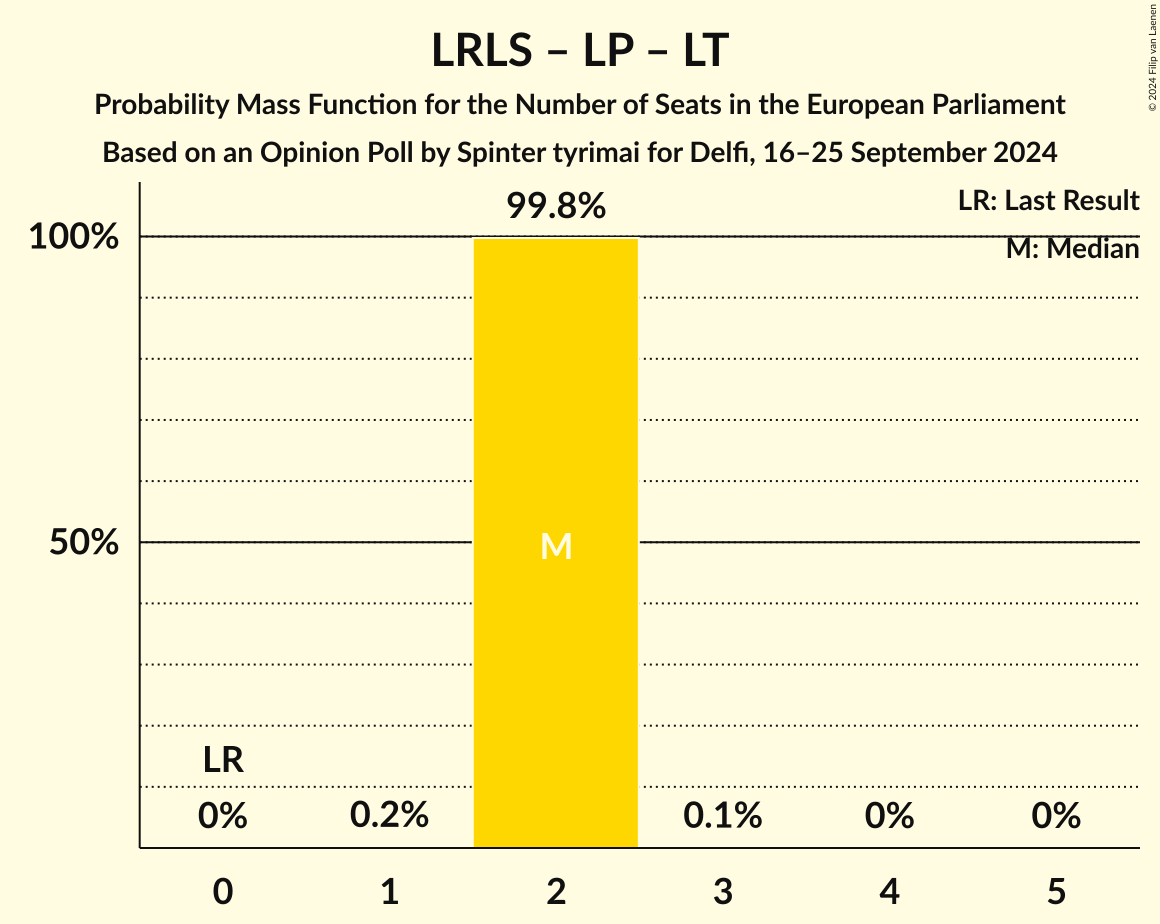 LRLS – LP – LT
Probability Mass Function for the Number of Seats in the European Parliament
Based on an Opinion Poll by Spinter tyrimai for Delfi, 16–25 September 2024
© 2024 Filip van Laenen
LR: Last Result
M: Median
99.8%
100%
50%
M
LR
0%
0.2%
0.1%
0%
0%
0
1
2
3
4
5